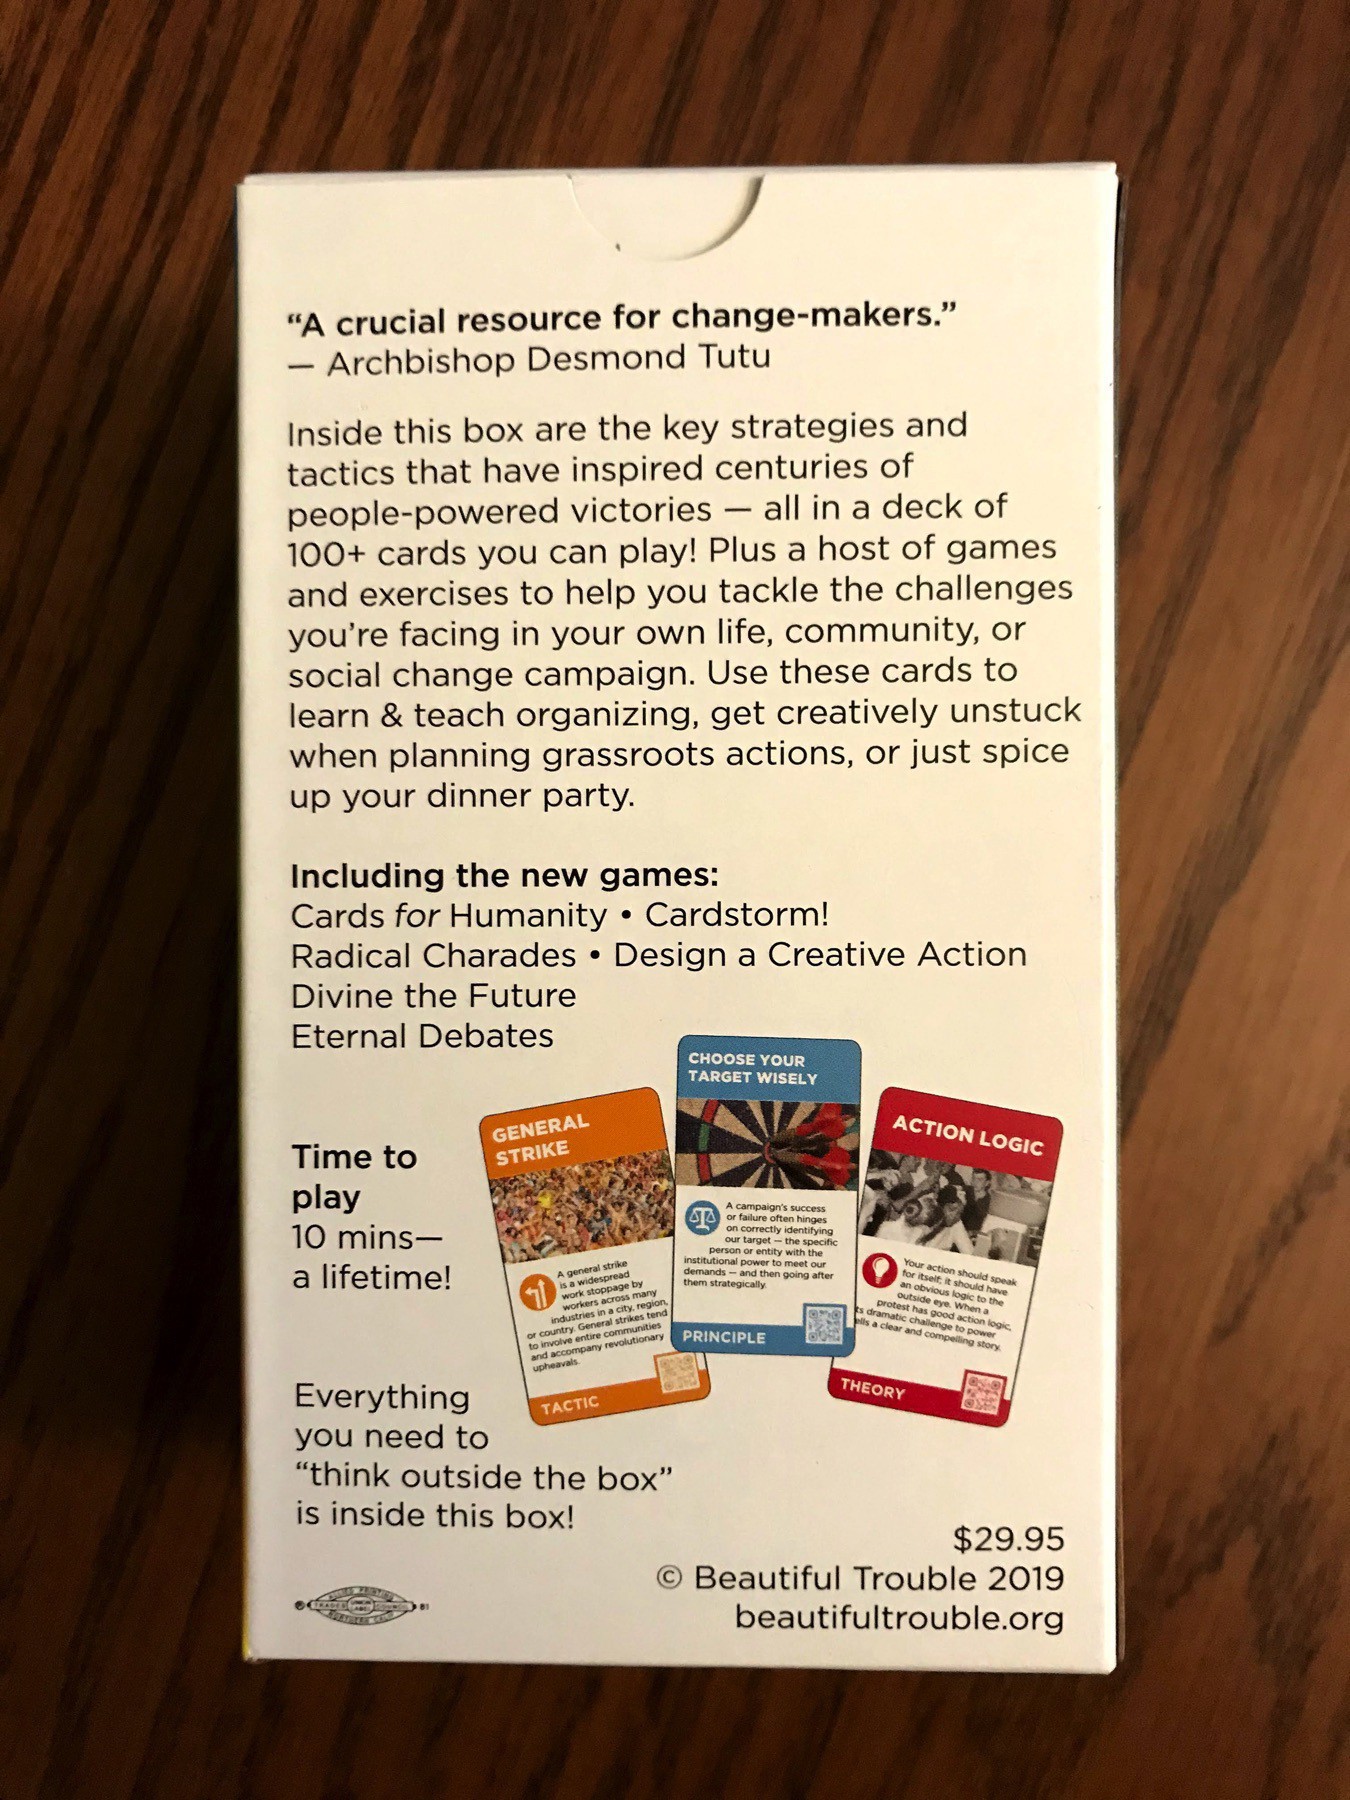 “A crucial resource for change-makers.”
— Archbishop Desmond Tutu
Inside this box are the key strategies and
tactics that have inspired centuries of
people-powered victories — all in a deck of
100+ cards you can play! Plus a host of games
and exercises to help you tackle the challenges
you’re facing in your own life, community, or
social change campaign. Use these cards to
learn & teach organizing, get creatively unstuck
when planning grassroots actions, or just spice
up your dinner party.
Including the new games:
Cards for Humanity • Cardstorm!
Radical Charades • Design a Creative Action
Divine the Future
Eternal Debates
Time to
play
10 mins—
a lifetime!
GENERAL
STRIKE
A general strike
is a widespread
work stoppage by
workers across many
industries in a city, region,
or country. General strikes tend
to involve entire communities
and accompany revolutionary
upheavals.
TACTIC
CHOOSE YOUR
TARGET WISELY
A campaign’s success
or failure often hinges
on correctly identifying
our target — the specific
person or entity with the
institutional power to meet our
demands — and then going after
them strategically.
PRINCIPLE
ACTION LOGIC
Your action should speak
for itself; it should have
an obvious logic to the
outside eye. When a
protest has good action logic,
ts dramatic challenge to power
ells a clear and compelling story.
THEORY
Everything
you need to
“think outside the box”
is inside this box!
$29.95
© Beautiful Trouble 2019
beautifultrouble.org
® ALLIED PRINTING
TRADES UNION LABEL COUNCIL 81
NORTHERN CALIF